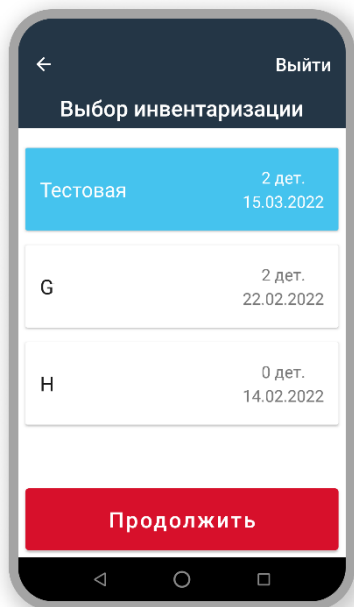 Выйти
Выбор инвентаризации
Тестовая
2 дет.
15.03.2022
G
2 дет.
22.02.2022
H
0 дет.
14.02.2022
Продолжить